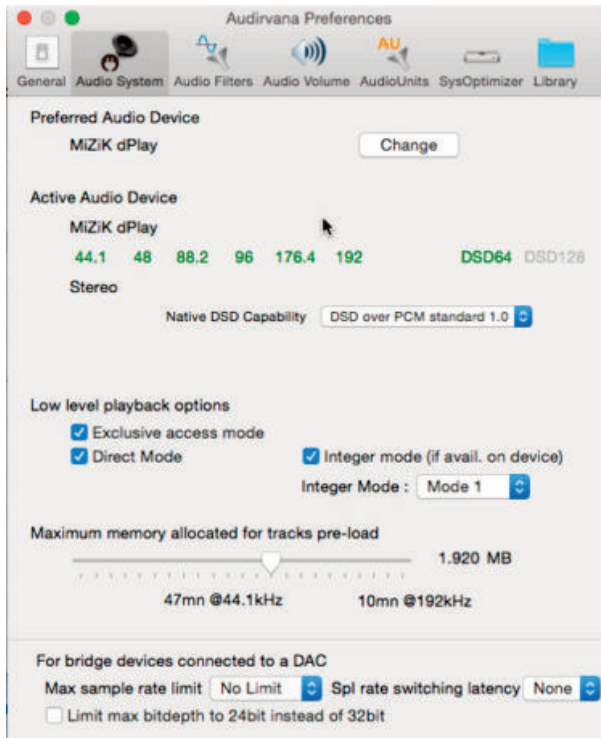 Audirvana Preferences
AU
General Audio System Audio Filters Audio Volume AudioUnits SysOptimizer Library
Preferred Audio Device
MiZiK dPlay Change
Active Audio Device
MiZiK dPlay
44.1 48 88.2 96 176.4 192 DSD64 DSD128
Stereo
Native DSD Capability DSD over PCM standard 1.0
Low level playback options
Exclusive access mode
Direct Mode Integer mode (if avail. on device)
Integer Mode : Mode 1
Maximum memory allocated for tracks pre-load
1.920 MB
47mn @44.1kHz 10mn @192kHz
For bridge devices connected to a DAC
Max sample rate limit No Limit Spl rate switching latency None
Limit max bitdepth to 24bit instead of 32bit